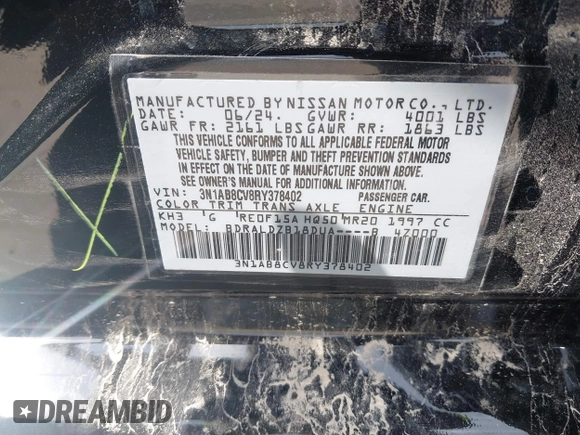 MANUFACTURED BY NISSAN MOTOR CO., LTD.
DATE: 06/24. GVWR: 4001 LBS
GAWR FR: 2161 LBS GAWR RR: 1863 LBS
THIS VEHICLE CONFORMS TO ALL APPLICABLE FEDERAL MOTOR
VEHICLE SAFETY, BUMPER AND THEFT PREVENTION STANDARDS
IN EFFECT ON THE DATE OF MANUFACTURE SHOWN ABOVE.
SEE OWNER'S MANUAL FOR ADDITIONAL INFORMATION.
VIN: 3N1AB8CV8RY378402 PASSENGER CAR.
COLOR TRIM TRANS AXLE ENGINE
KH3 'G 'RE0F15A HQ50 MR20 1997 CC
MODEL: BDRALDZB18DUA----B 47000
3N1AB8CV8RY378402
DREAMBID